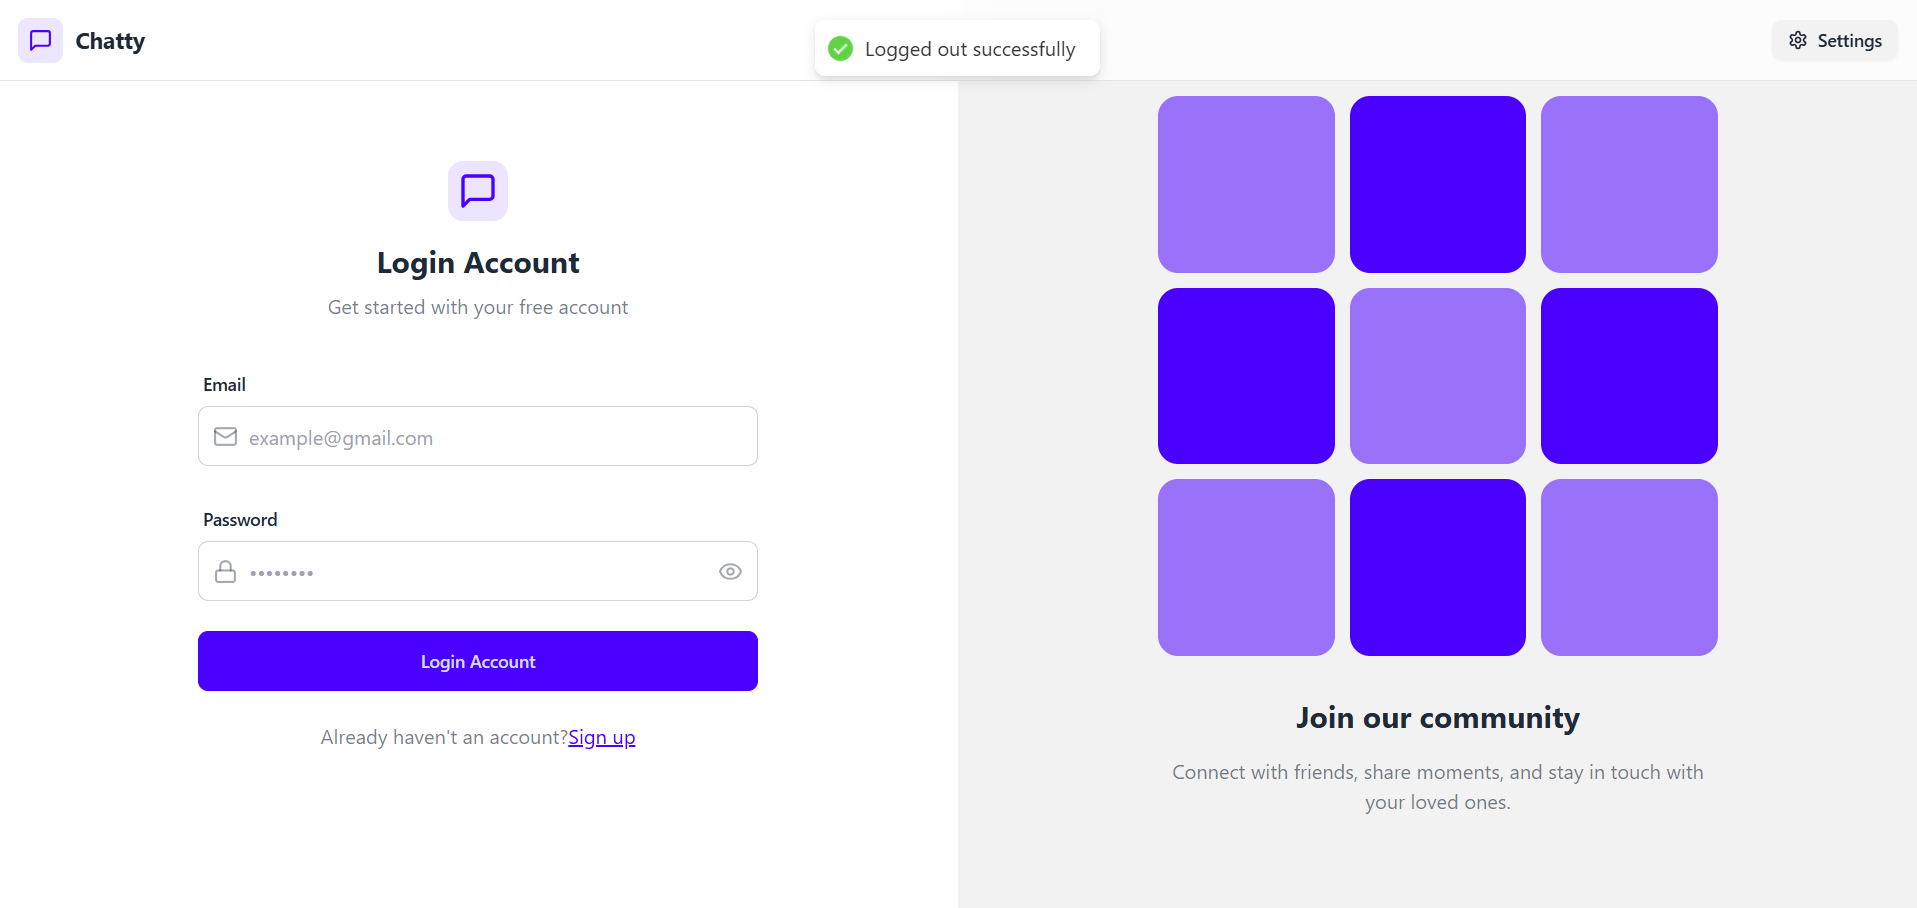 Chatty
Logged out successfully
Settings
Login Account
Get started with your free account
Email
example@gmail.com
Password
••••••••
Login Account
Already haven't an account?Sign up
Join our community
Connect with friends, share moments, and stay in touch with
your loved ones.